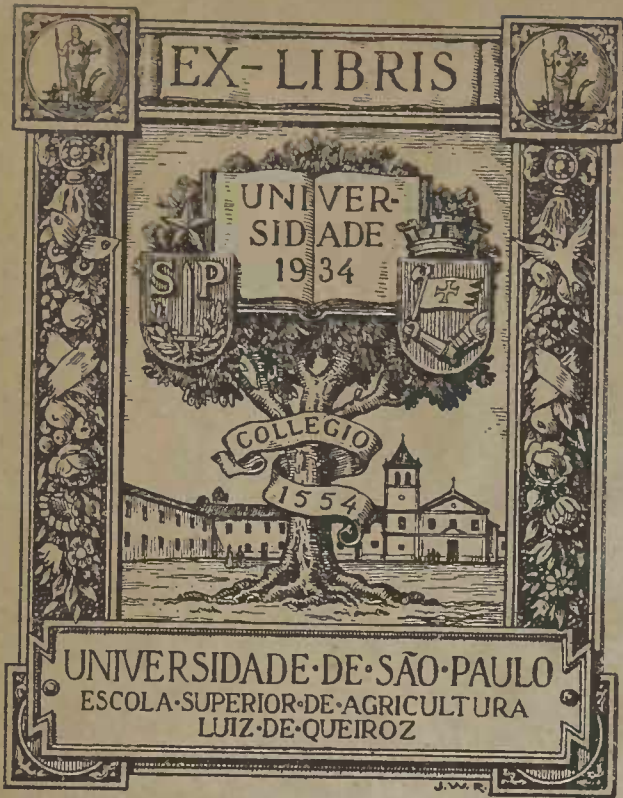 EX-LIBRIS
UNIVER-
SIDADE
1934
S P
COLLEGIO
1554
UNIVERSIDADE·DE·SÃO·PAULO
ESCOLA·SUPERIOR·DE·AGRICULTURA
LUIZ·DE·QUEIROZ
J.W.R.